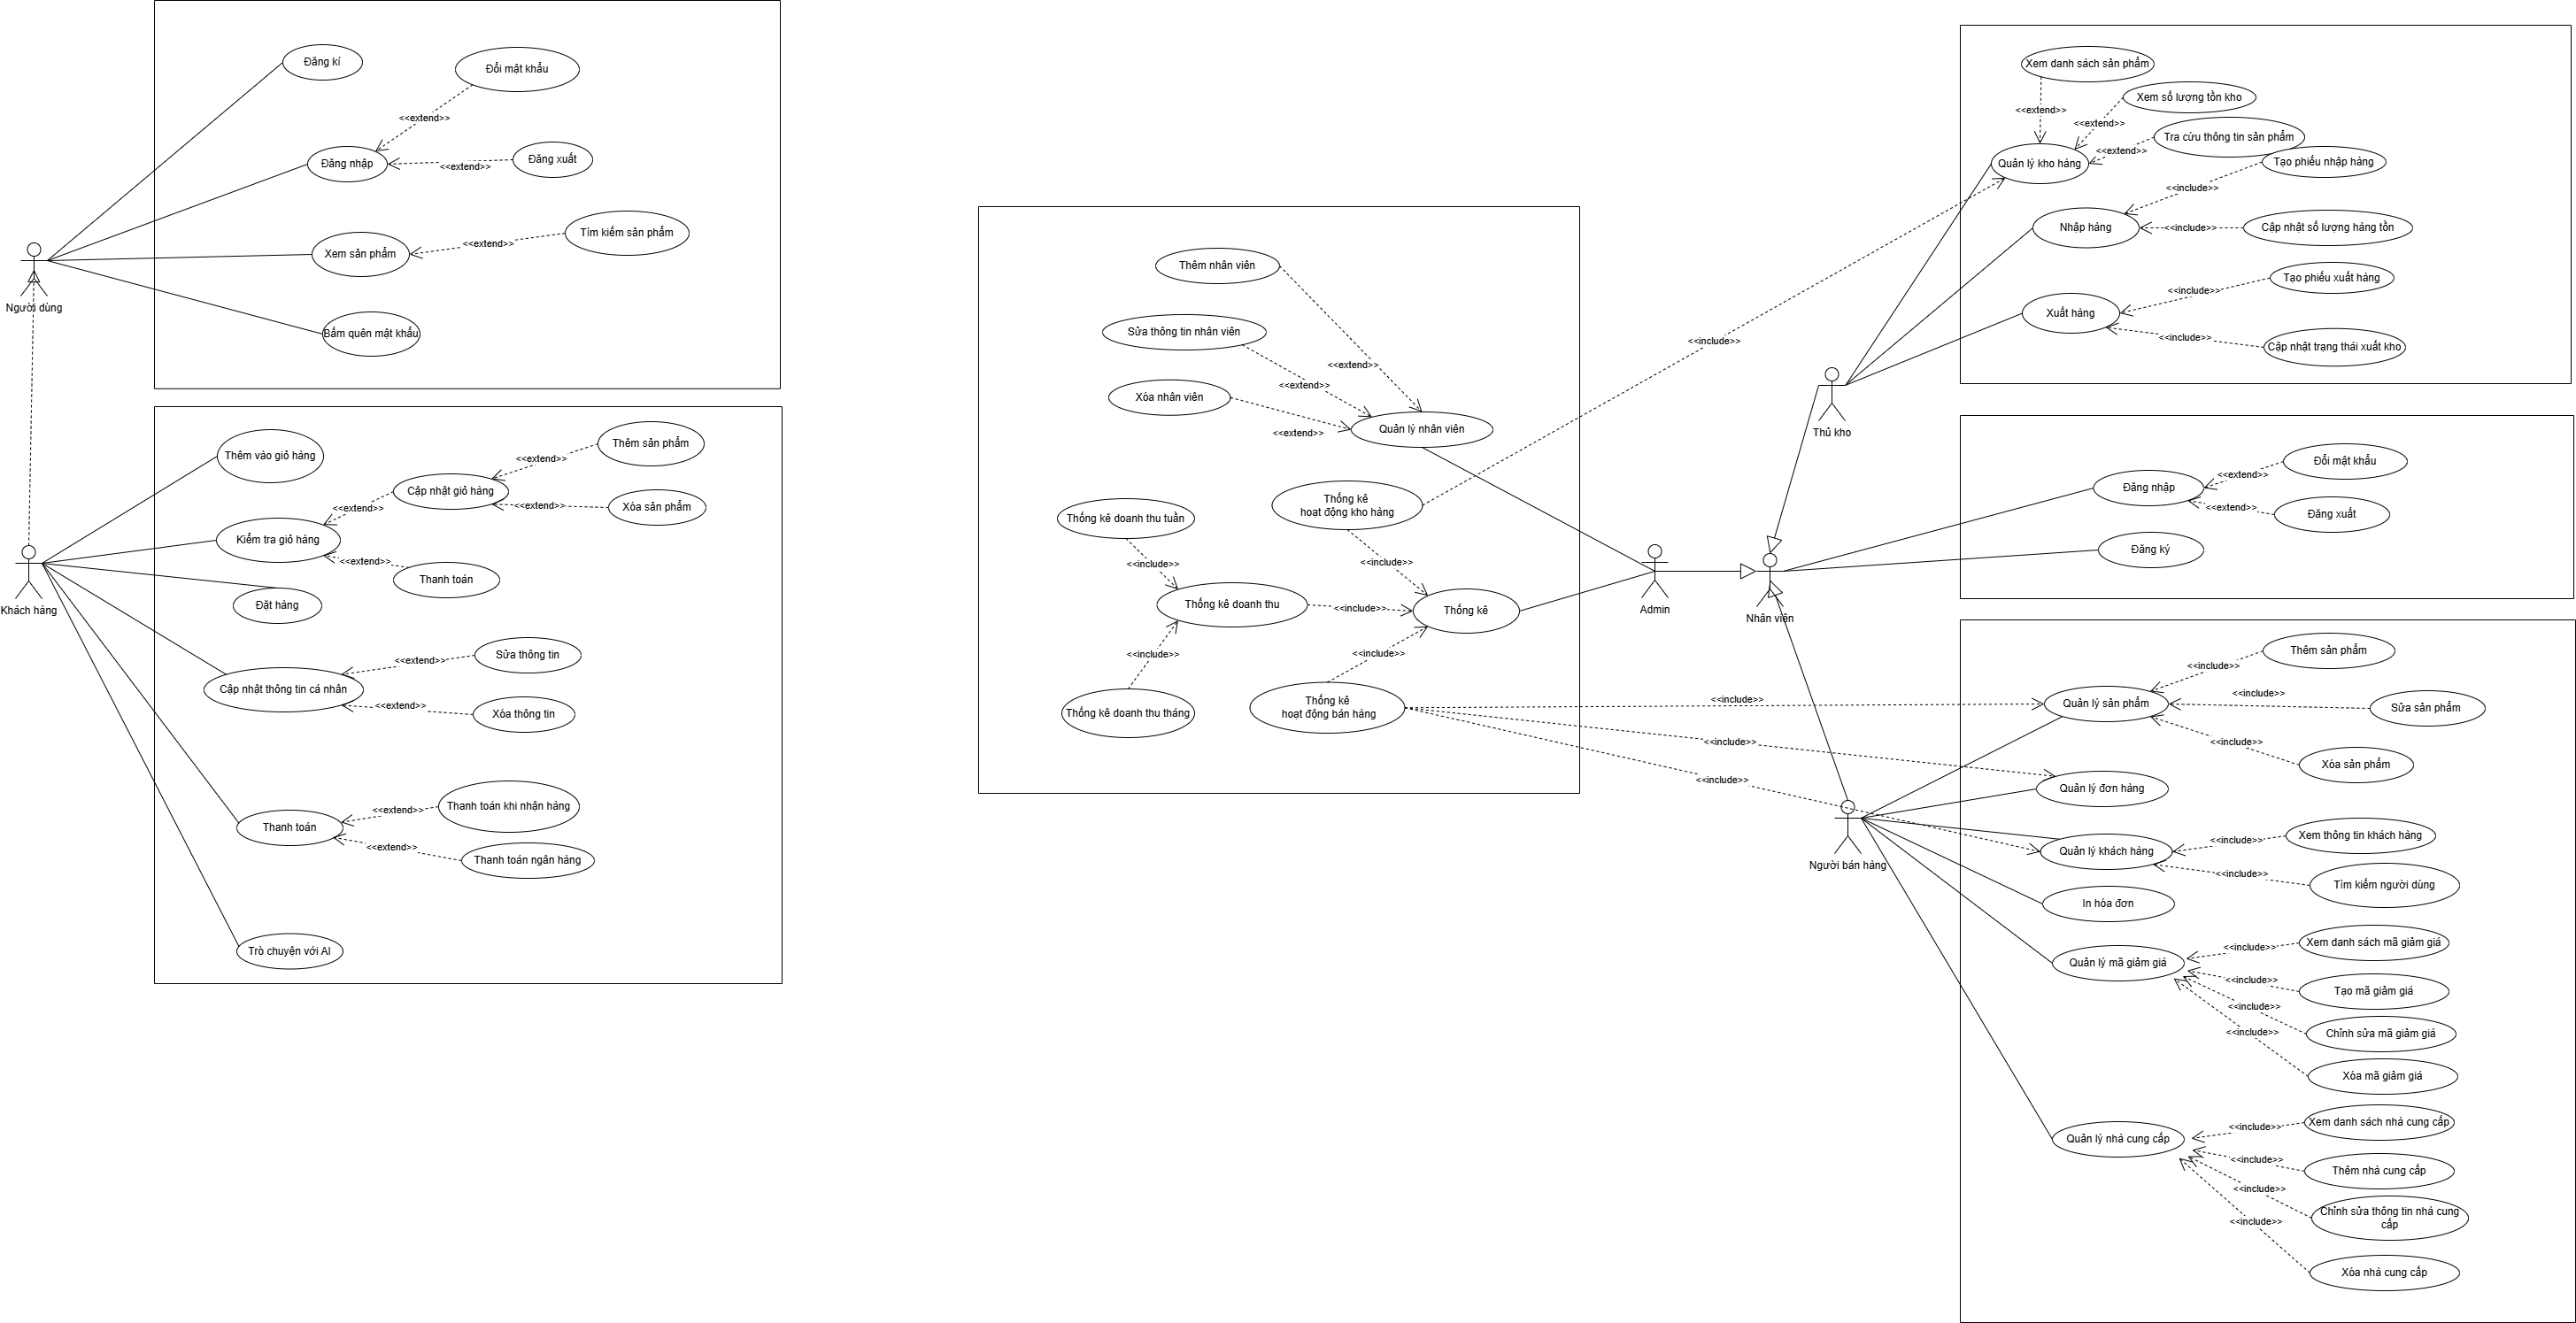 Đăng kí
Đổi mật khẩu
<<extend>>
Đăng nhập
Đăng xuất
<<extend>>
Xem sản phẩm
<<extend>>
Tìm kiếm sản phẩm
Người dùng
Bấm quên mật khẩu
Thêm vào giỏ hàng
Thêm sản phẩm
<<extend>>
Cập nhật giỏ hàng
<<extend>>
<<extend>>
Xóa sản phẩm
Kiểm tra giỏ hàng
<<extend>>
Thanh toán
Khách hàng
Đặt hàng
Sửa thông tin
<<extend>>
Cập nhật thông tin cá nhân
<<extend>>
Xóa thông tin
Thanh toán khi nhận hàng
<<extend>>
Thanh toán
<<extend>>
Thanh toán ngân hàng
Trò chuyện với AI
Thêm nhân viên
Sửa thông tin nhân viên
<<extend>>
<<extend>>
Xóa nhân viên
<<extend>>
Quản lý nhân viên
Thống kê
hoạt động kho hàng
<<include>>
Thống kê doanh thu tuần
<<include>>
<<include>>
Thống kê doanh thu
<<include>>
Thống kê
<<include>>
<<include>>
Thống kê doanh thu tháng
Thống kê
hoạt động bán hàng
<<include>>
<<include>>
<<include>>
Admin
Nhân viên
Thủ kho
Người bán hàng
Xem danh sách sản phẩm
<<extend>>
Xem số lượng tồn kho
<<extend>>
Tra cứu thông tin sản phẩm
<<extend>>
Quản lý kho hàng
Tạo phiếu nhập hàng
<<include>>
Nhập hàng
<<include>>
Cập nhật số lượng hàng tồn
Tạo phiếu xuất hàng
<<include>>
Xuất hàng
<<include>>
Cập nhật trạng thái xuất kho
Đổi mật khẩu
<<extend>>
Đăng nhập
<<extend>>
Đăng xuất
Đăng ký
Thêm sản phẩm
<<include>>
Quản lý sản phẩm
<<include>>
Sửa sản phẩm
<<include>>
Xóa sản phẩm
Quản lý đơn hàng
Xem thông tin khách hàng
<<include>>
Quản lý khách hàng
<<include>>
Tìm kiếm người dùng
In hóa đơn
Xem danh sách mã giảm giá
<<include>>
Quản lý mã giảm giá
<<include>>
Tạo mã giảm giá
<<include>>
Chỉnh sửa mã giảm giá
<<include>>
Xóa mã giảm giá
Xem danh sách nhà cung cấp
<<include>>
Quản lý nhà cung cấp
<<include>>
Thêm nhà cung cấp
<<include>>
Chỉnh sửa thông tin nhà cung
cấp
<<include>>
Xóa nhà cung cấp